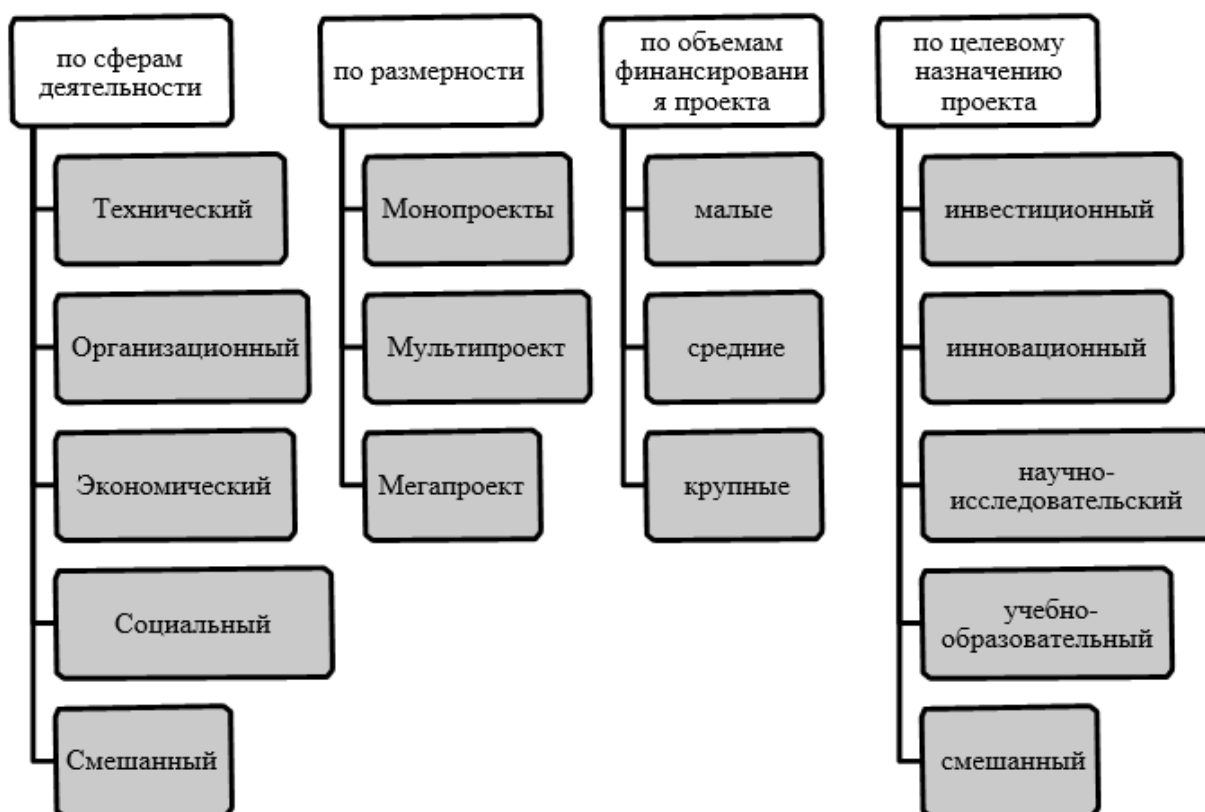 по сферам
деятельности
Технический
Организационный
Экономический
Социальный
Смешанный
по размерности
Монопроекты
Мультипроект
Мегапроект
по объемам
финансировани
я проекта
малые
средние
крупные
по целевому
назначению
проекта
инвестиционный
инновационный
научно-
исследовательский
учебно-
образовательный
смешанный